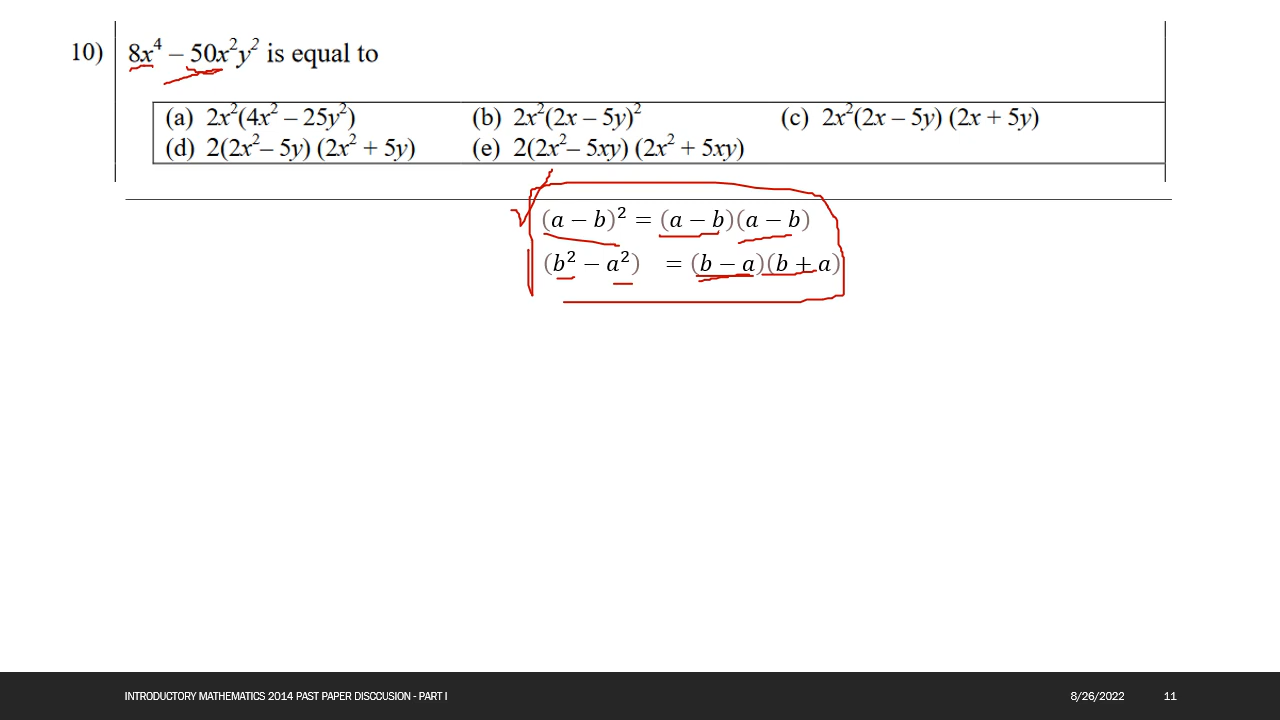 10) 8x⁴ – 50x²y² is equal to
(a) 2x²(4x² – 25y²) (b) 2x²(2x – 5y)² (c) 2x²(2x – 5y) (2x + 5y)
(d) 2(2x²– 5y) (2x² + 5y) (e) 2(2x²– 5xy) (2x² + 5xy)
(a − b)² = (a − b)(a − b)
(b² − a²) = (b − a)(b + a)
INTRODUCTORY MATHEMATICS 2014 PAST PAPER DISCCUSION - PART I 8/26/2022 11